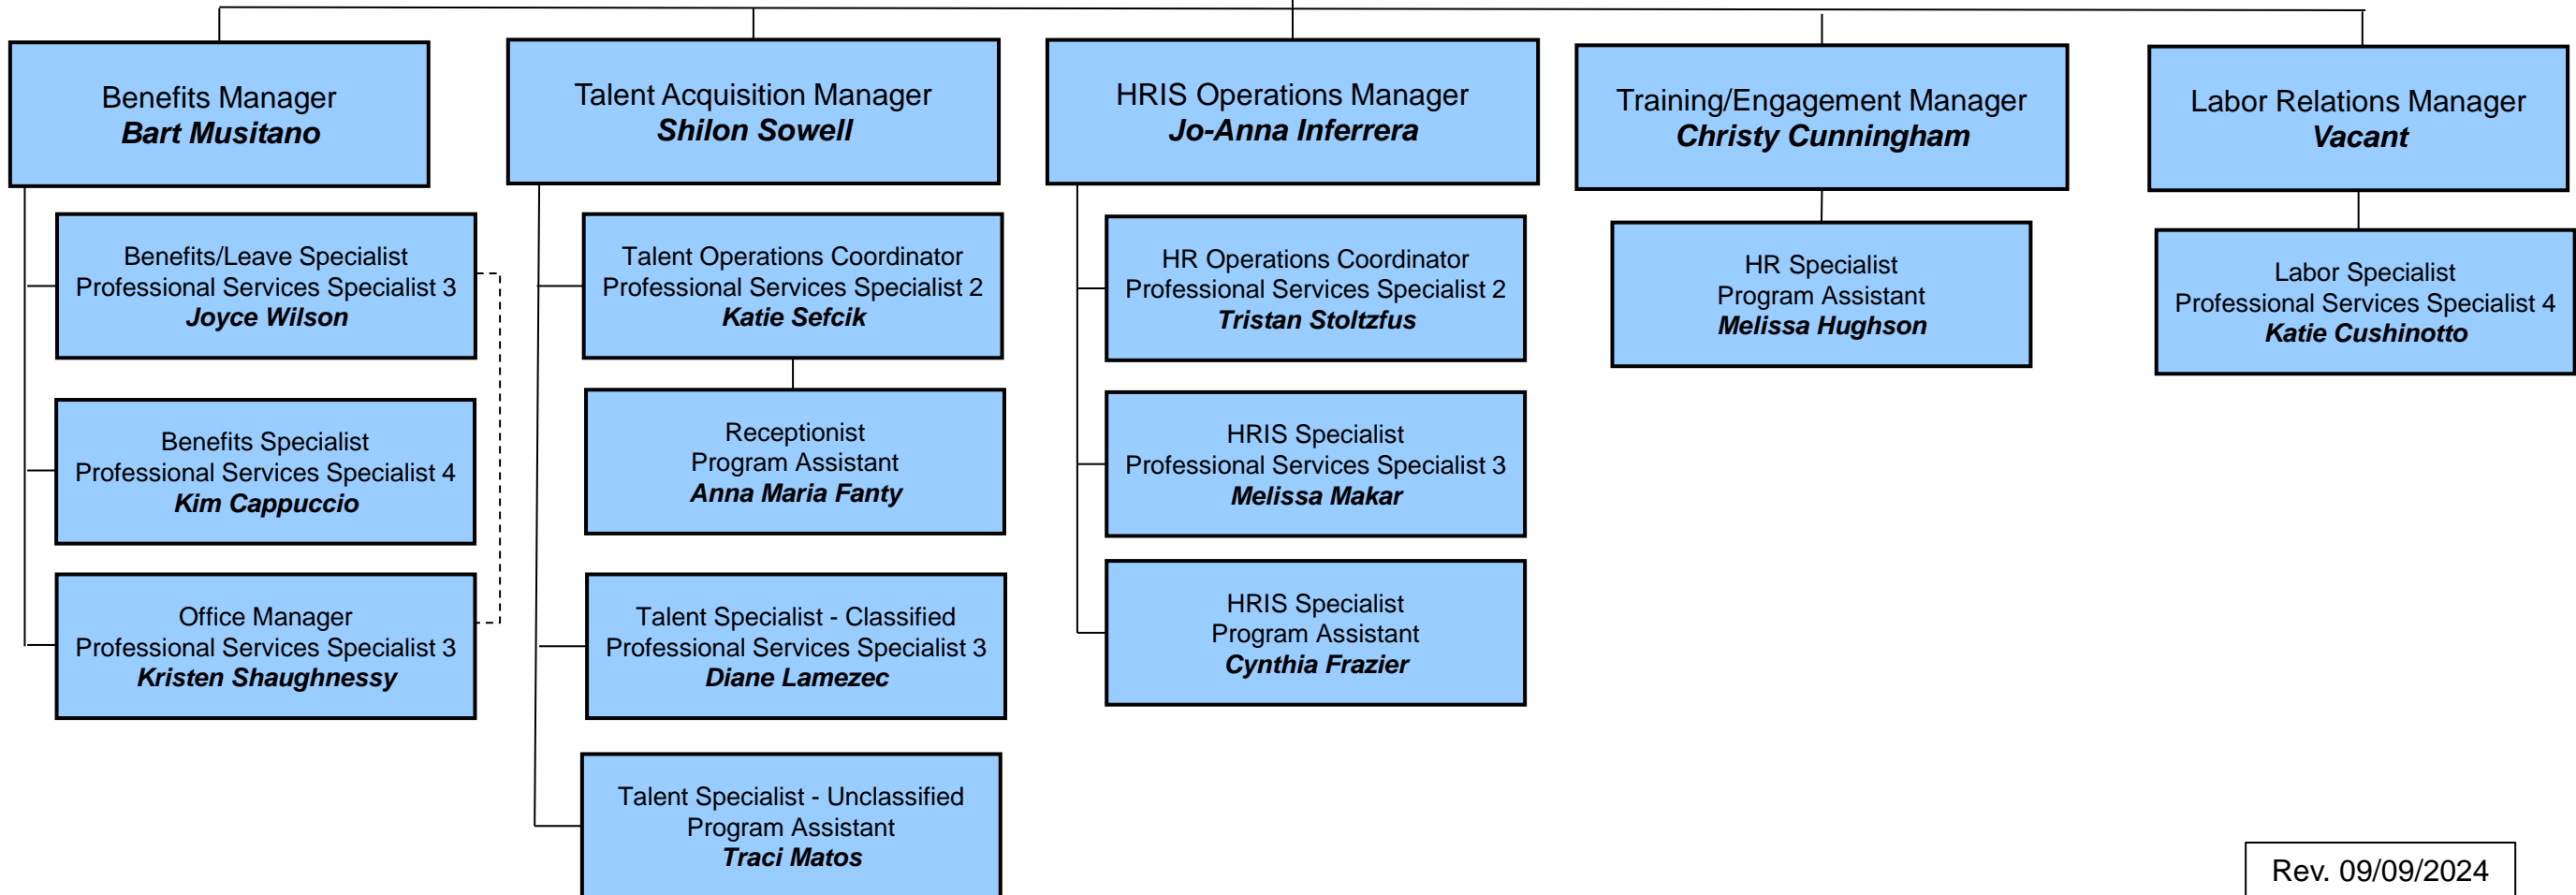 Benefits Manager
Bart Musitano
Talent Acquisition Manager
Shilon Sowell
HRIS Operations Manager
Jo-Anna Inferrera
Training/Engagement Manager
Christy Cunningham
Labor Relations Manager
Vacant
Benefits/Leave Specialist
Professional Services Specialist 3
Joyce Wilson
Benefits Specialist
Professional Services Specialist 4
Kim Cappuccio
Office Manager
Professional Services Specialist 3
Kristen Shaughnessy
Talent Operations Coordinator
Professional Services Specialist 2
Katie Sefcik
Receptionist
Program Assistant
Anna Maria Fanty
Talent Specialist - Classified
Professional Services Specialist 3
Diane Lamezec
Talent Specialist - Unclassified
Program Assistant
Traci Matos
HR Operations Coordinator
Professional Services Specialist 2
Tristan Stoltzfus
HRIS Specialist
Professional Services Specialist 3
Melissa Makar
HRIS Specialist
Program Assistant
Cynthia Frazier
HR Specialist
Program Assistant
Melissa Hughson
Labor Specialist
Professional Services Specialist 4
Katie Cushinotto
Rev. 09/09/2024